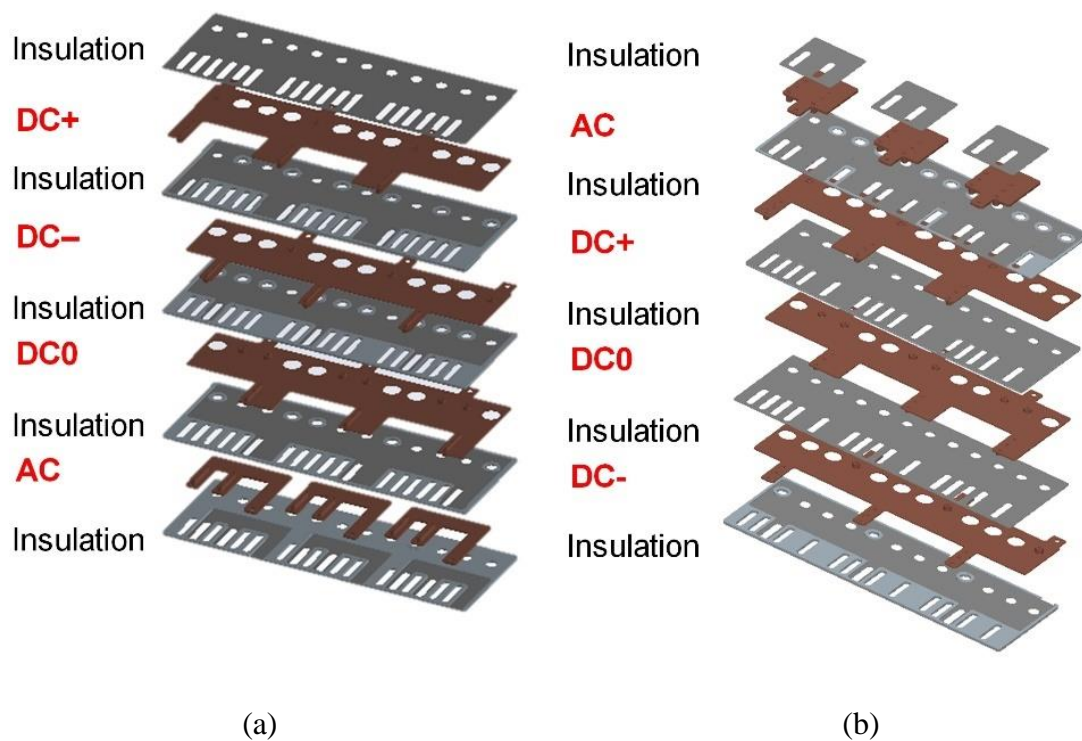 Insulation
DC+
Insulation
DC–
Insulation
DC0
Insulation
AC
Insulation
(a)
Insulation
AC
Insulation
DC+
Insulation
DC0
Insulation
DC-
Insulation
(b)